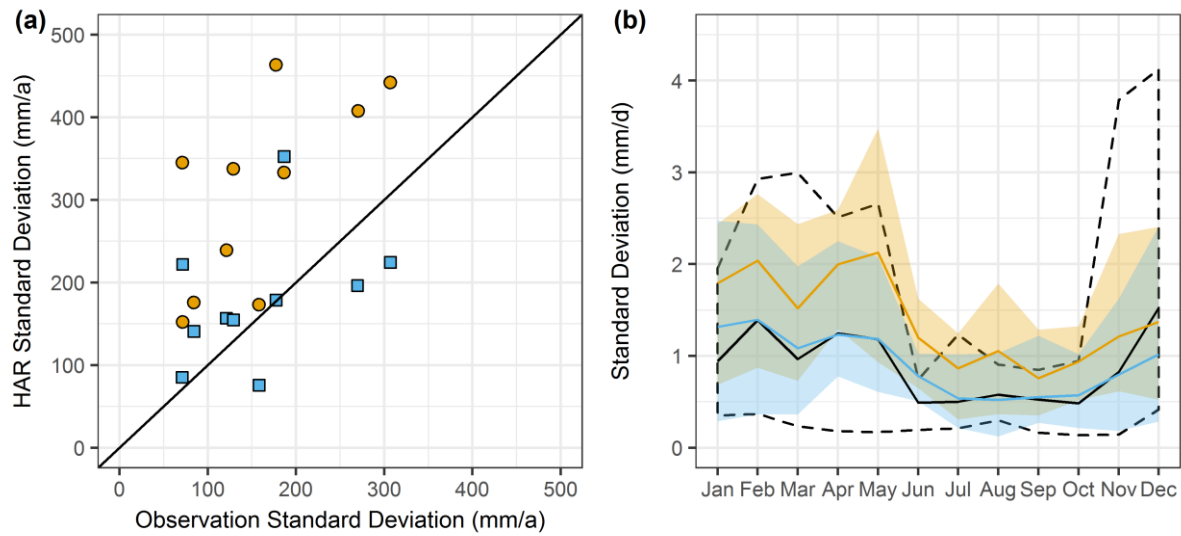 (a)
HAR Standard Deviation (mm/a)
500
400
300
200
100
0
0 100 200 300 400 500
Observation Standard Deviation (mm/a)
(b)
Standard Deviation (mm/d)
4
3
2
1
0
Jan Feb Mar Apr May Jun Jul Aug Sep Oct Nov Dec